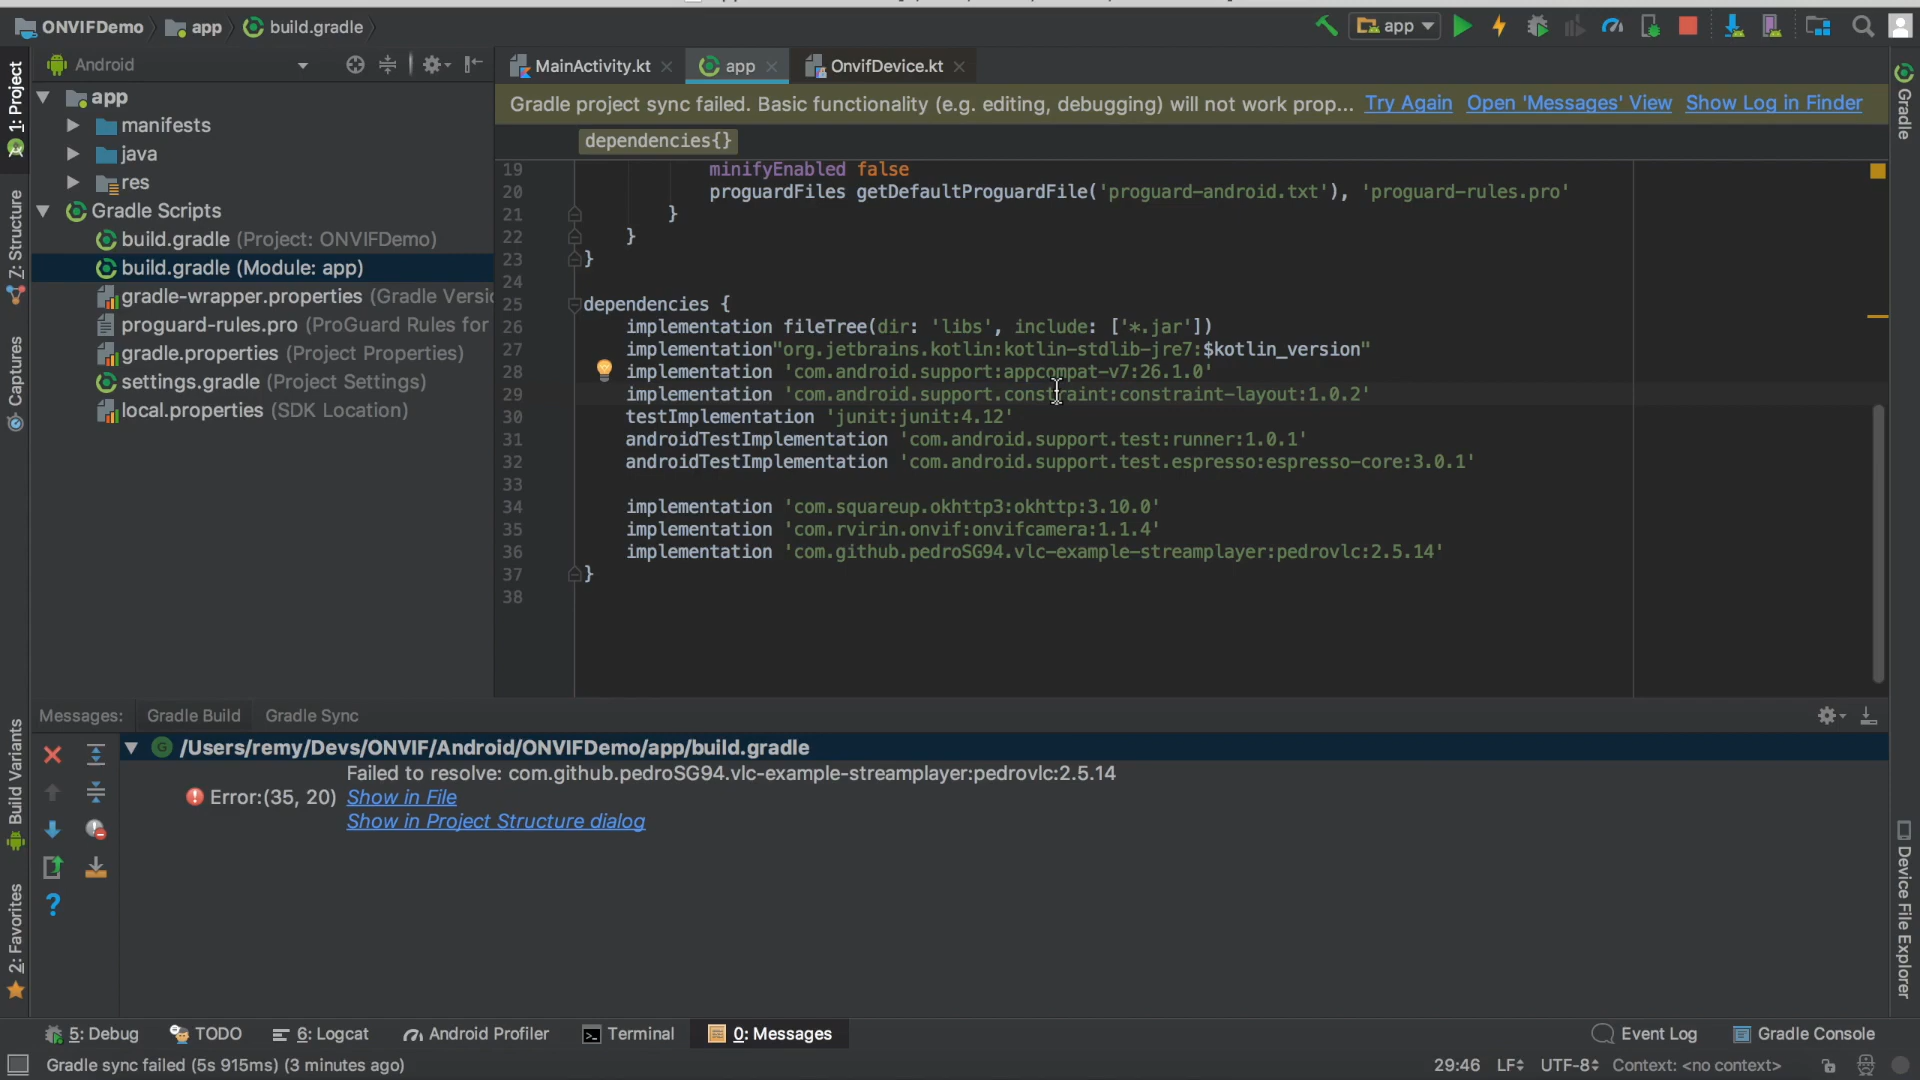 ONVIFDemo app build.gradle
app
1: Project
Z: Structure
Captures
Build Variants
2: Favorites
Android
app
manifests
java
res
Gradle Scripts
build.gradle (Project: ONVIFDemo)
build.gradle (Module: app)
gradle-wrapper.properties (Gradle Versi
proguard-rules.pro (ProGuard Rules for
gradle.properties (Project Properties)
settings.gradle (Project Settings)
local.properties (SDK Location)
MainActivity.kt app OnvifDevice.kt
Gradle project sync failed. Basic functionality (e.g. editing, debugging) will not work prop... Try Again Open 'Messages' View Show Log in Finder
dependencies{}
19 minifyEnabled false
20 proguardFiles getDefaultProguardFile('proguard-android.txt'), 'proguard-rules.pro'
21 }
22 }
23 }
24
25 dependencies {
26 implementation fileTree(dir: 'libs', include: ['*.jar'])
27 implementation"org.jetbrains.kotlin:kotlin-stdlib-jre7:$kotlin_version"
28 implementation 'com.android.support:appcompat-v7:26.1.0'
29 implementation 'com.android.support.constraint:constraint-layout:1.0.2'
30 testImplementation 'junit:junit:4.12'
31 androidTestImplementation 'com.android.support.test:runner:1.0.1'
32 androidTestImplementation 'com.android.support.test.espresso:espresso-core:3.0.1'
33
34 implementation 'com.squareup.okhttp3:okhttp:3.10.0'
35 implementation 'com.rvirin.onvif:onvifcamera:1.1.4'
36 implementation 'com.github.pedroSG94.vlc-example-streamplayer:pedrovlc:2.5.14'
37 }
38
Gradle
Device File Explorer
Messages: Gradle Build Gradle Sync
/Users/remy/Devs/ONVIF/Android/ONVIFDemo/app/build.gradle
Failed to resolve: com.github.pedroSG94.vlc-example-streamplayer:pedrovlc:2.5.14
Error:(35, 20) Show in File
Show in Project Structure dialog
5: Debug TODO 6: Logcat Android Profiler Terminal 0: Messages Event Log Gradle Console
Gradle sync failed (5s 915ms) (3 minutes ago) 29:46 LF UTF-8 Context: <no context>